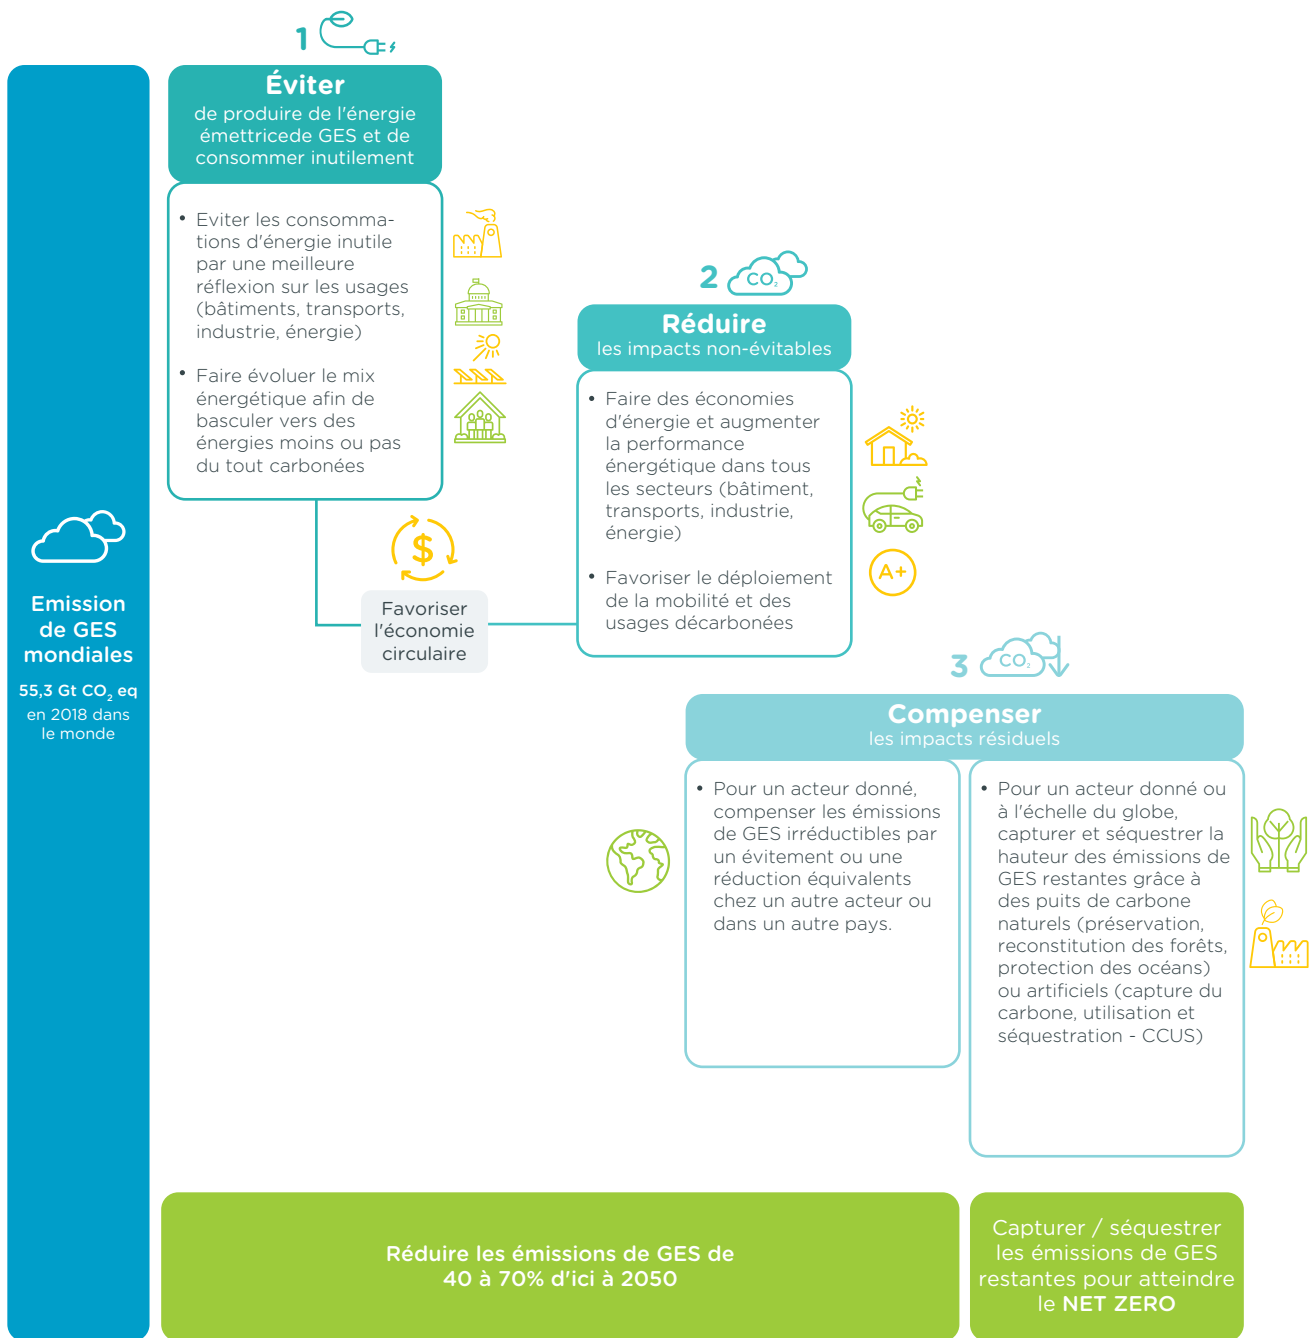 Emission
de GES
mondiales
55,3 Gt CO₂ eq
en 2018 dans
le monde
1
Éviter
de produire de l'énergie
émettricede GES et de
consommer inutilement
• Eviter les consomma-
tions d'énergie inutile
par une meilleure
réflexion sur les usages
(bâtiments, transports,
industrie, énergie)
• Faire évoluer le mix
énergétique afin de
basculer vers des
énergies moins ou pas
du tout carbonées
$
Favoriser
l'économie
circulaire
2
CO₂
Réduire
les impacts non-évitables
• Faire des économies
d'énergie et augmenter
la performance
énergétique dans tous
les secteurs (bâtiment,
transports, industrie,
énergie)
• Favoriser le déploiement
de la mobilité et des
usages décarbonées
A+
3
CO₂
Compenser
les impacts résiduels
• Pour un acteur donné,
compenser les émissions
de GES irréductibles par
un évitement ou une
réduction équivalents
chez un autre acteur ou
dans un autre pays.
• Pour un acteur donné ou
à l'échelle du globe,
capturer et séquestrer la
hauteur des émissions de
GES restantes grâce à
des puits de carbone
naturels (préservation,
reconstitution des forêts,
protection des océans)
ou artificiels (capture du
carbone, utilisation et
séquestration - CCUS)
Réduire les émissions de GES de
40 à 70% d'ici à 2050
Capturer / séquestrer
les émissions de GES
restantes pour atteindre
le NET ZERO